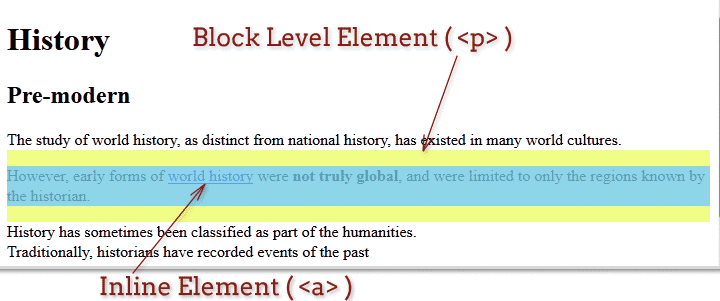 History
Block Level Element ( <p> )
Pre-modern
The study of world history, as distinct from national history, has existed in many world cultures.
However, early forms of world history were not truly global, and were limited to only the regions known by
the historian.
History has sometimes been classified as part of the humanities.
Traditionally, historians have recorded events of the past
Inline Element ( <a> )